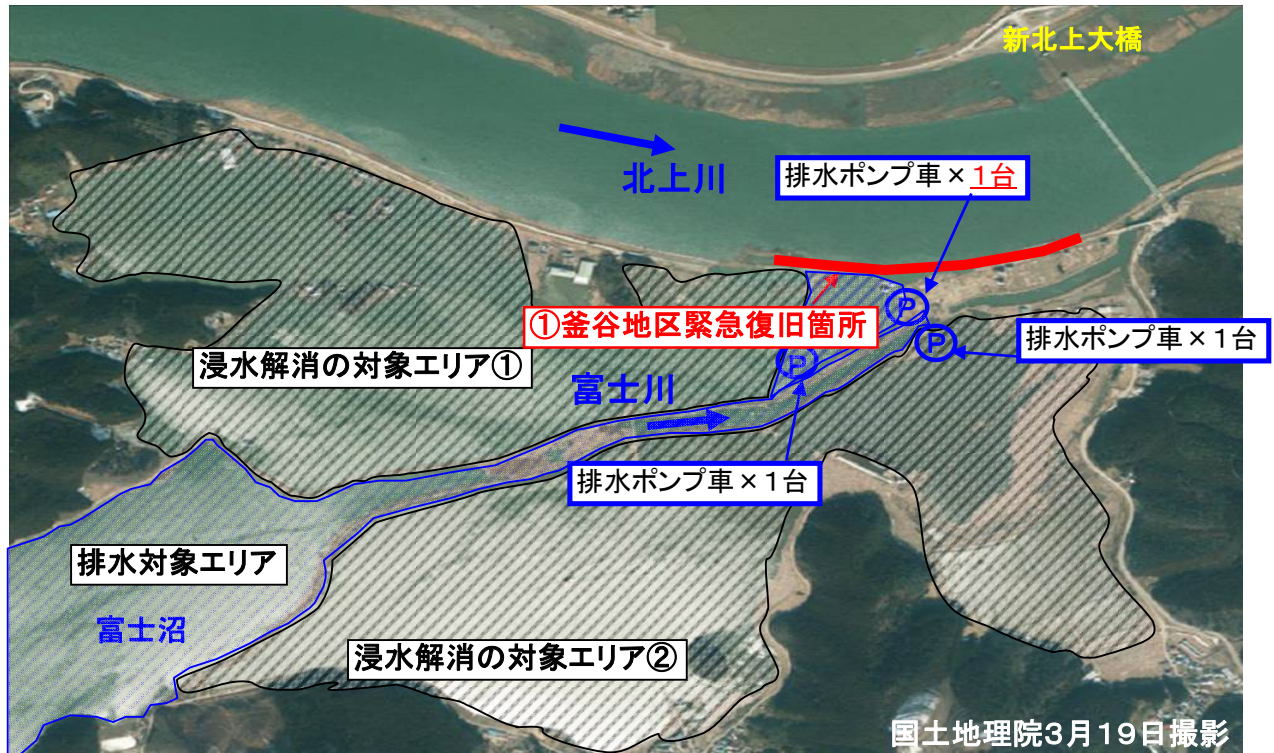 新北上大橋
北上川
排水ポンプ車×1台
①釜谷地区緊急復旧箇所
排水ポンプ車×1台
浸水解消の対象エリア①
富士川
P
P
P
排水ポンプ車×1台
排水対象エリア
富士沼
浸水解消の対象エリア②
国土地理院3月19日撮影